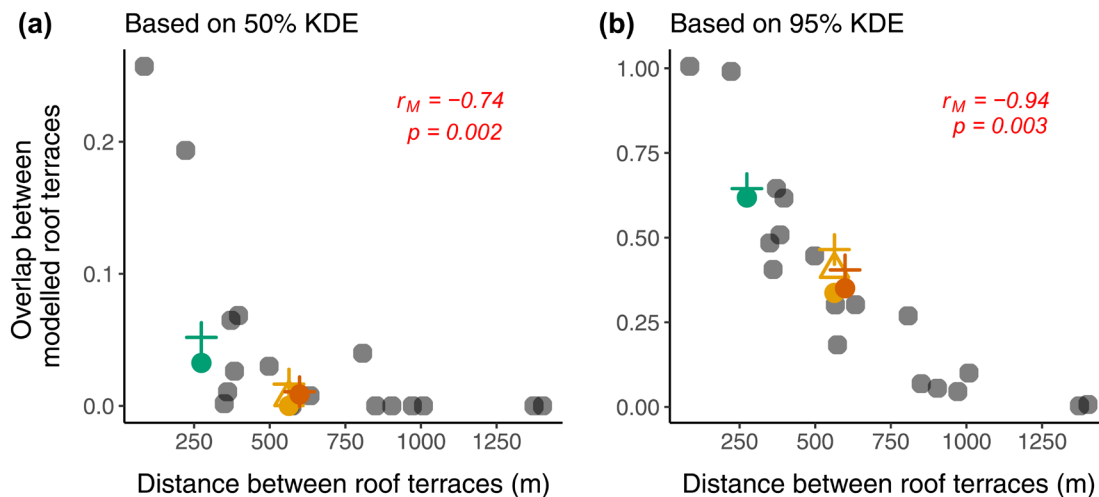 (a) Based on 50% KDE
(b) Based on 95% KDE
Overlap between
modelled roof terraces
0.2
0.1
0.0
r_M = −0.74
p = 0.002
250 500 750 1000 1250
Distance between roof terraces (m)
1.00
0.75
0.50
0.25
0.00
r_M = −0.94
p = 0.003
250 500 750 1000 1250
Distance between roof terraces (m)